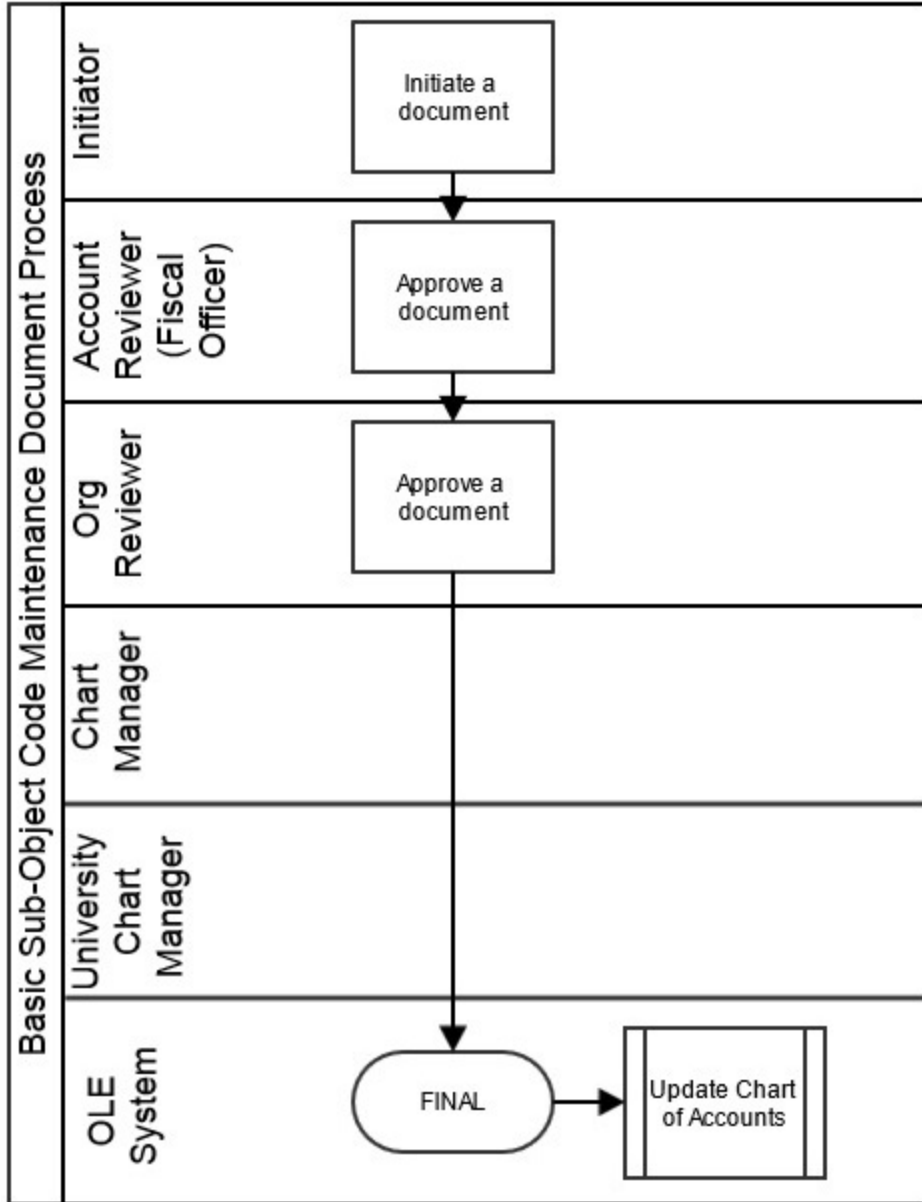 Basic Sub-Object Code Maintenance Document Process
Initiator
Initiate a
document
Account
Reviewer
(Fiscal
Officer)
Approve a
document
Org
Reviewer
Approve a
document
Chart
Manager
University
Chart
Manager
OLE
System
FINAL
Update Chart
of Accounts